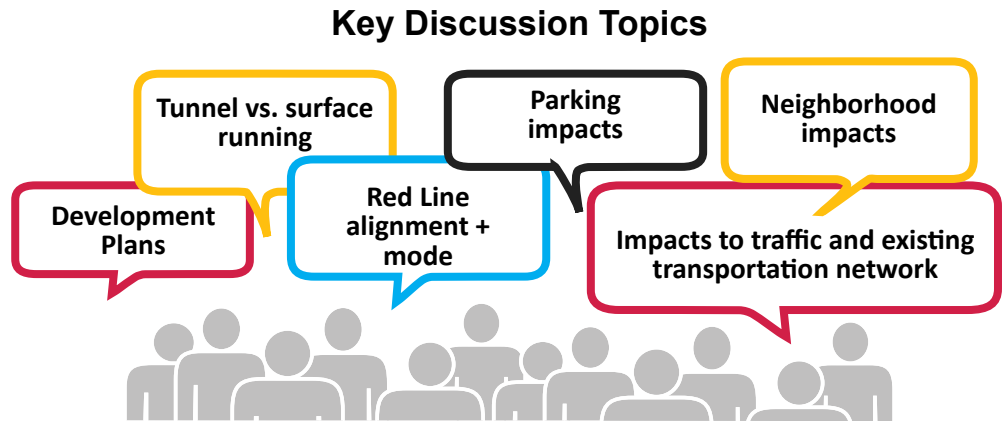 Key Discussion Topics
Tunnel vs. surface
running
Parking
impacts
Neighborhood
impacts
Development
Plans
Red Line
alignment +
mode
Impacts to traffic and existing
transportation network